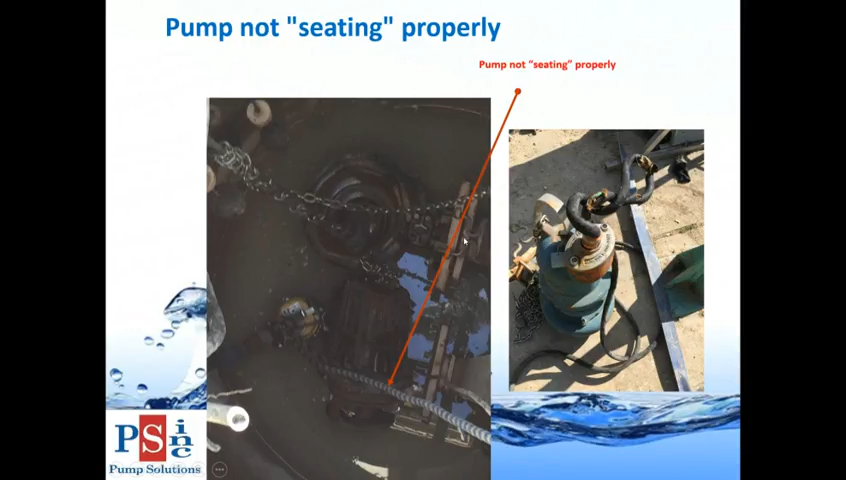 Pump not "seating" properly
Pump not “seating” properly
PSinc
Pump Solutions